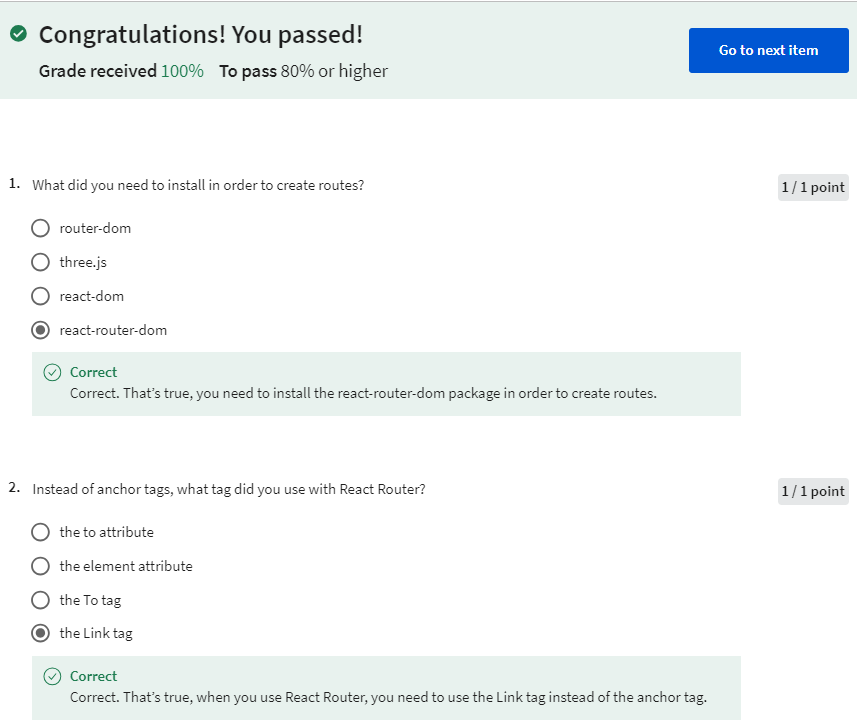 Congratulations! You passed!
Go to next item
Grade received 100% To pass 80% or higher
1. What did you need to install in order to create routes?
1 / 1 point
router-dom
three.js
react-dom
react-router-dom
Correct
Correct. That’s true, you need to install the react-router-dom package in order to create routes.
2. Instead of anchor tags, what tag did you use with React Router?
1 / 1 point
the to attribute
the element attribute
the To tag
the Link tag
Correct
Correct. That’s true, when you use React Router, you need to use the Link tag instead of the anchor tag.